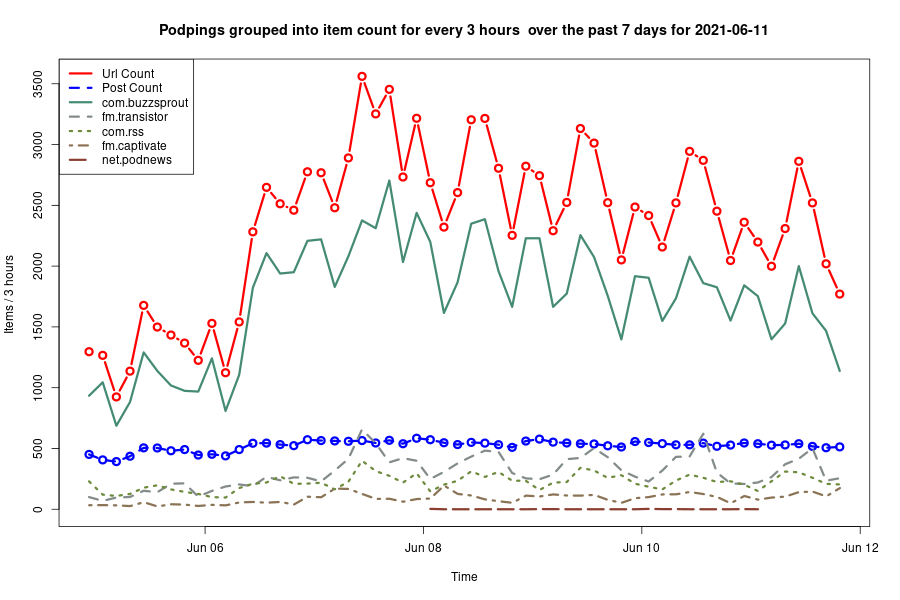 Podpings grouped into item count for every 3 hours  over the past 7 days for 2021-06-11
Url Count
Post Count
com.buzzsprout
fm.transistor
com.rss
fm.captivate
net.podnews
Items / 3 hours
3500
3000
2500
2000
1500
1000
500
0
Jun 06
Jun 08
Jun 10
Jun 12
Time